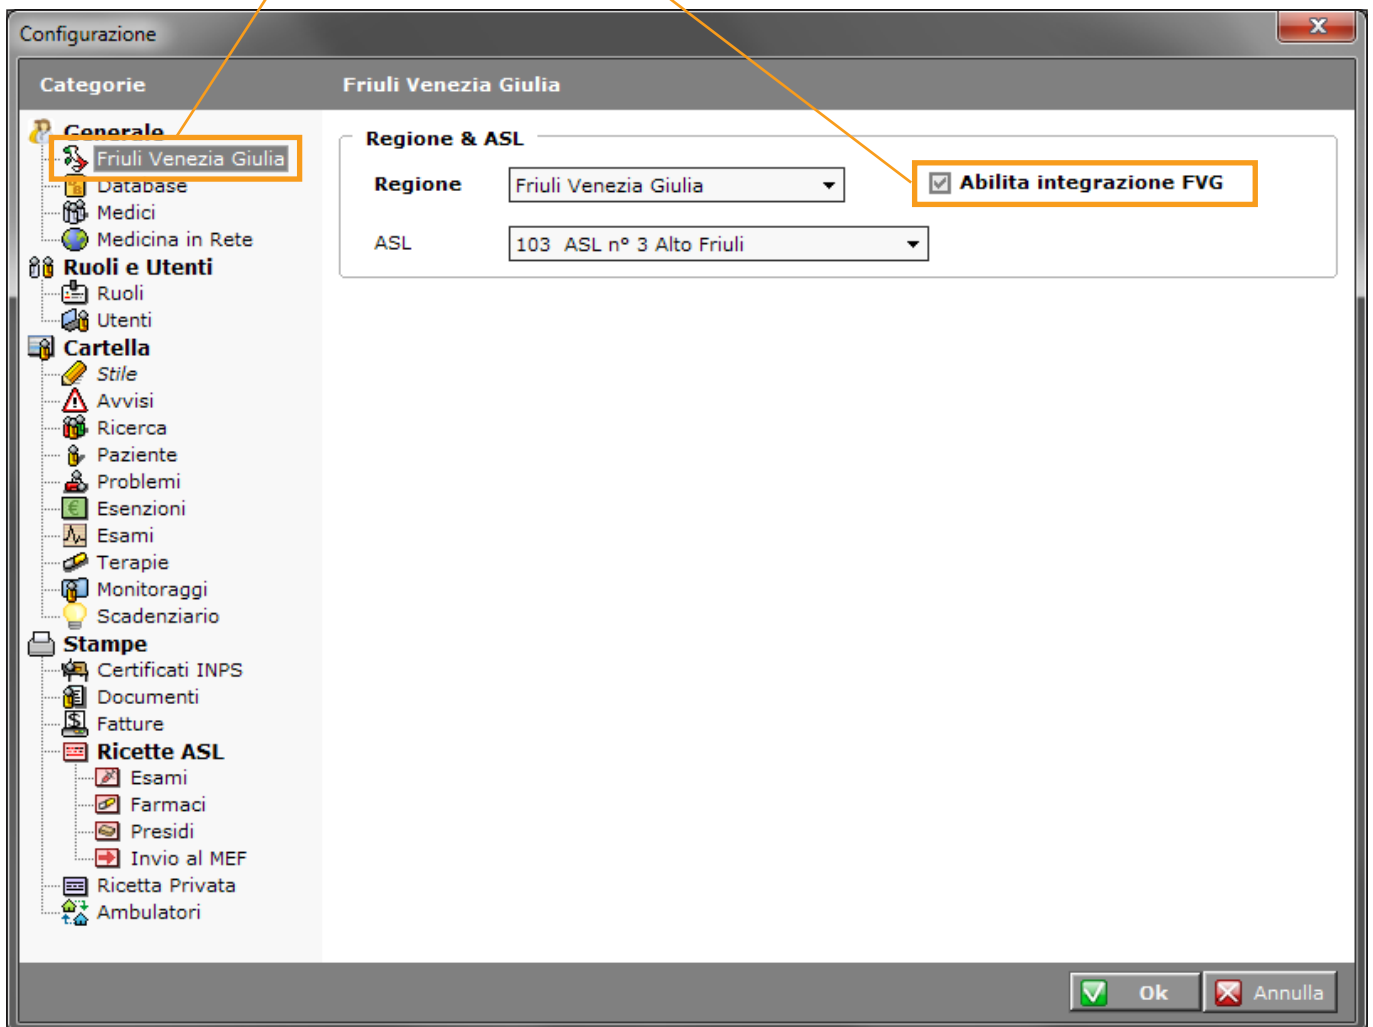 Configurazione
Categorie
Friuli Venezia Giulia
Generale
Friuli Venezia Giulia
Database
Medici
Medicina in Rete
Ruoli e Utenti
Ruoli
Utenti
Cartella
Stile
Avvisi
Ricerca
Paziente
Problemi
Esenzioni
Esami
Terapie
Monitoraggi
Scadenziario
Stampe
Certificati INPS
Documenti
Fatture
Ricette ASL
Esami
Farmaci
Presidi
Invio al MEF
Ricetta Privata
Ambulatori
Regione & ASL
Regione Friuli Venezia Giulia Abilita integrazione FVG
ASL 103 ASL n° 3 Alto Friuli
Ok Annulla